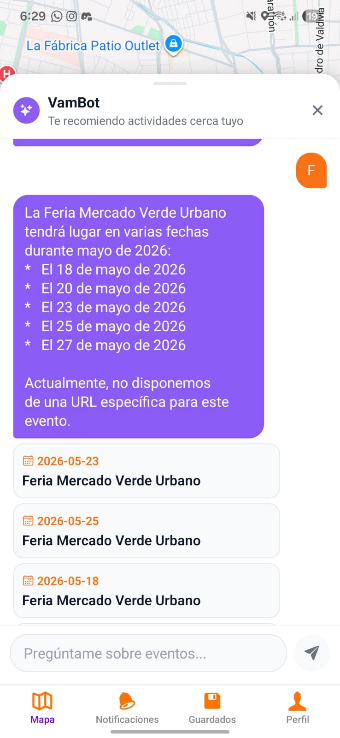 6:29
La Fábrica Patio Outlet
dro de Valdivia
H
VamBot
Te recomiendo actividades cerca tuyo
F
La Feria Mercado Verde Urbano
tendrá lugar en varias fechas
durante mayo de 2026:
* El 18 de mayo de 2026
* El 20 de mayo de 2026
* El 23 de mayo de 2026
* El 25 de mayo de 2026
* El 27 de mayo de 2026
Actualmente, no disponemos
de una URL específica para este
evento.
2026-05-23
Feria Mercado Verde Urbano
2026-05-25
Feria Mercado Verde Urbano
2026-05-18
Feria Mercado Verde Urbano
Pregúntame sobre eventos...
Mapa
Notificaciones
Guardados
Perfil